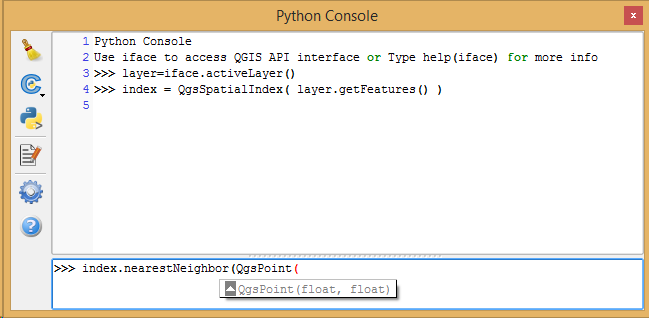 Python Console
x
1 Python Console
2 Use iface to access QGIS API interface or Type help(iface) for more info
3 >>> layer=iface.activeLayer()
4 >>> index = QgsSpatialIndex( layer.getFeatures() )
5
>>> index.nearestNeighbor(QgsPoint(
QgsPoint(float, float)